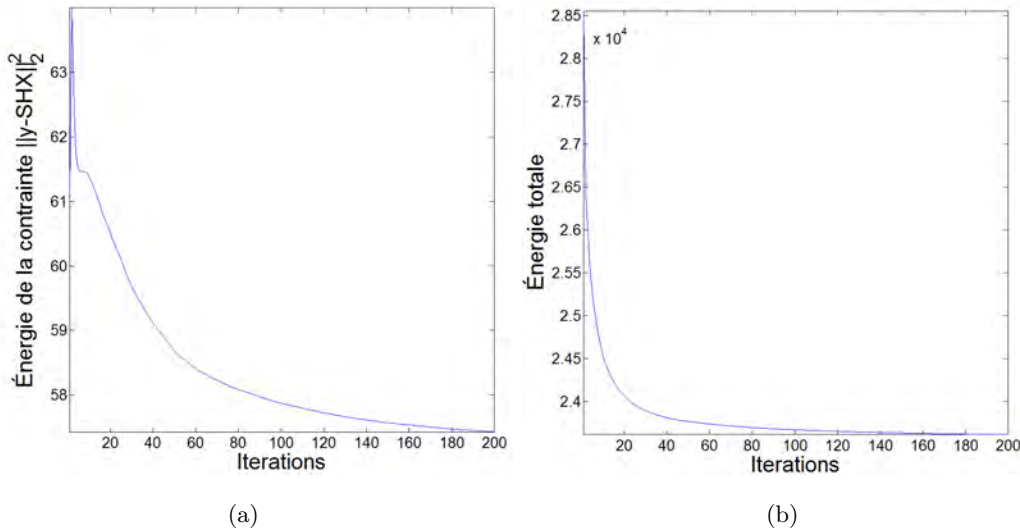 Énergie de la contrainte ||y-SHX||₂²
63
62
61
60
59
58
20 40 60 80 100 120 140 160 180 200
Iterations
(a)
Énergie totale
x 10⁴
2.85
2.8
2.75
2.7
2.65
2.6
2.55
2.5
2.45
2.4
20 40 60 80 100 120 140 160 180 200
Iterations
(b)